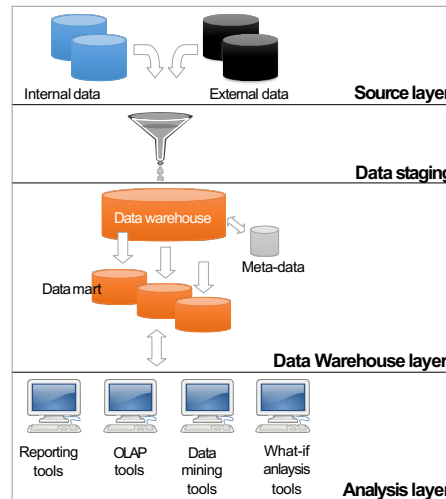 Internal data
External data
Source layer
Data staging
Data warehouse
Meta-data
Data mart
Data Warehouse layer
Reporting
tools
OLAP
tools
Data
mining
tools
What-if
anlaysis
tools
Analysis layer